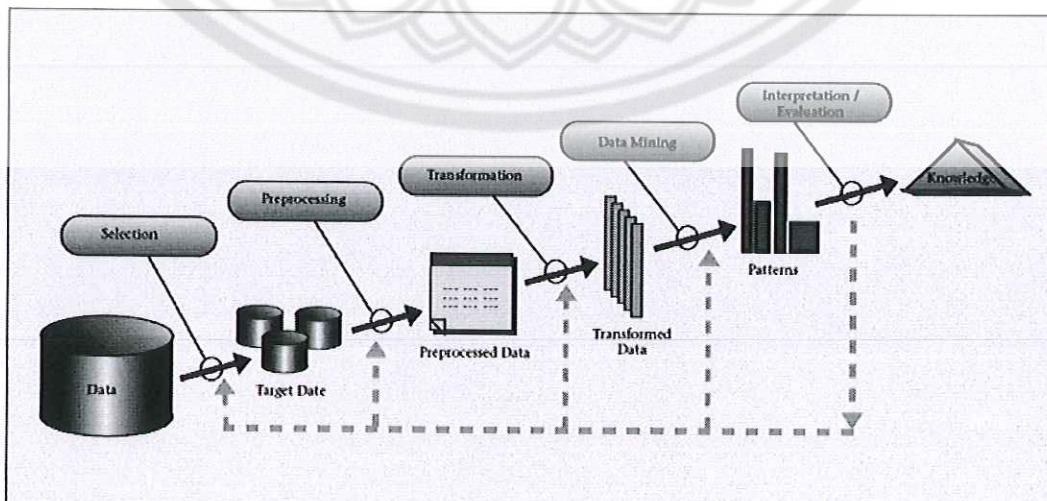 Interpretation /
Evaluation
Data Mining
Transformation
Knowledge
Preprocessing
Selection
Patterns
Transformed
Data
Preprocessed Data
Data
Target Date